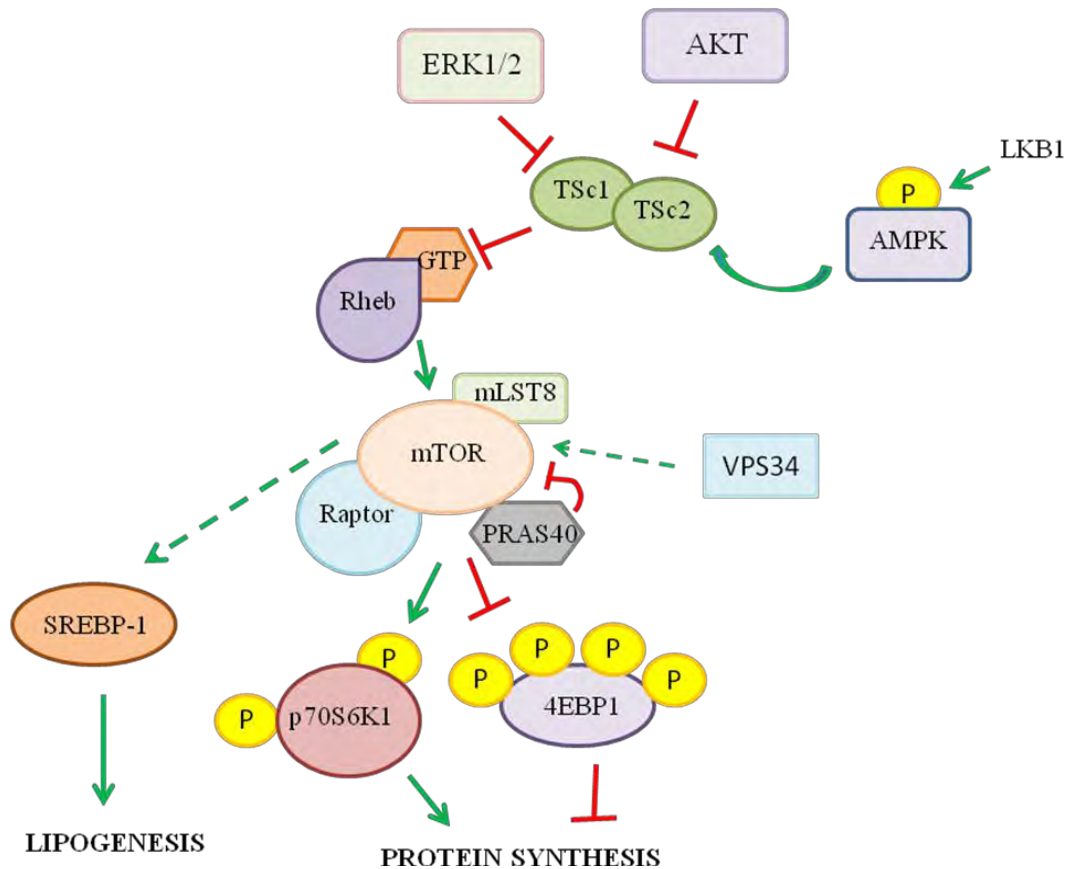 ERK1/2
AKT
LKB1
TSc1
TSc2
P
AMPK
GTP
Rheb
mLST8
mTOR
VPS34
Raptor
PRAS40
SREBP-1
P
P
p70S6K1
P
P
P
P
4EBP1
LIPOGENESIS
PROTEIN SYNTHESIS